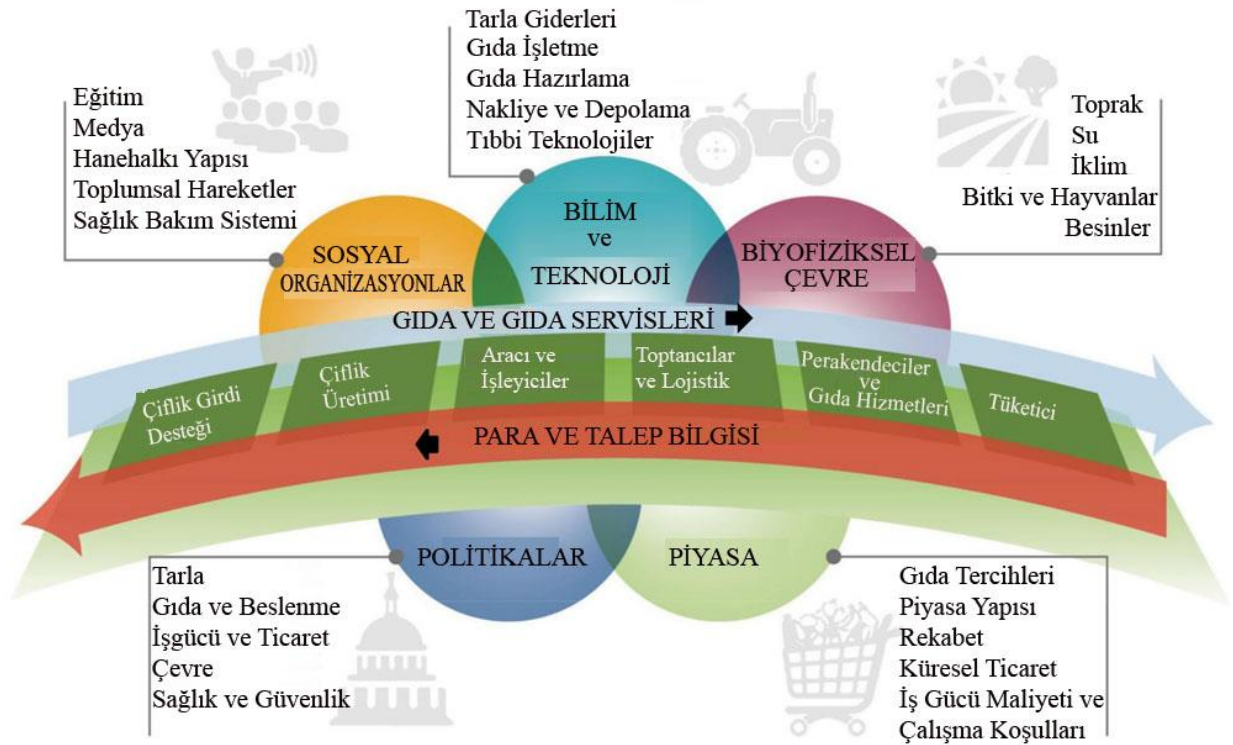 Tarla Giderleri
Gıda İşletme
Gıda Hazırlama
Nakliye ve Depolama
Tıbbi Teknolojiler
Eğitim
Medya
Hanehalkı Yapısı
Toplumsal Hareketler
Sağlık Bakım Sistemi
Toprak
Su
İklim
Bitki ve Hayvanlar
Besinler
SOSYAL
ORGANİZASYONLAR
BİLİM
ve
TEKNOLOJİ
BİYOFİZİKSEL
ÇEVRE
GIDA VE GIDA SERVİSLERİ
Çiflik Girdi
Desteği
Çiflik
Üretimi
Aracı ve
İşleyiciler
Toptancılar
ve Lojistik
Perakendeciler
ve
Gıda Hizmetleri
Tüketici
PARA VE TALEP BİLGİSİ
POLİTİKALAR
PİYASA
Tarla
Gıda ve Beslenme
İşgücü ve Ticaret
Çevre
Sağlık ve Güvenlik
Gıda Tercihleri
Piyasa Yapısı
Rekabet
Küresel Ticaret
İş Gücü Maliyeti ve
Çalışma Koşulları